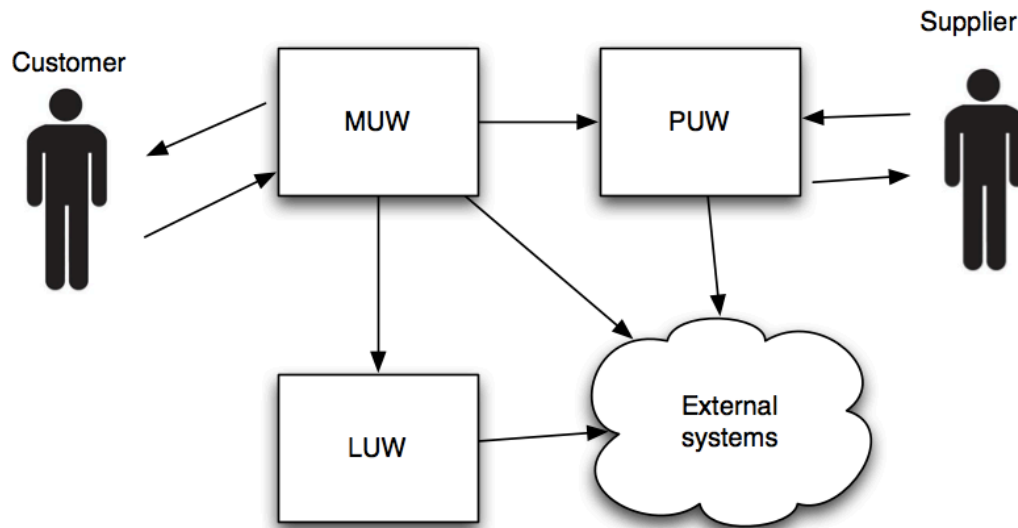 Supplier
Customer
MUW
PUW
LUW
External
systems